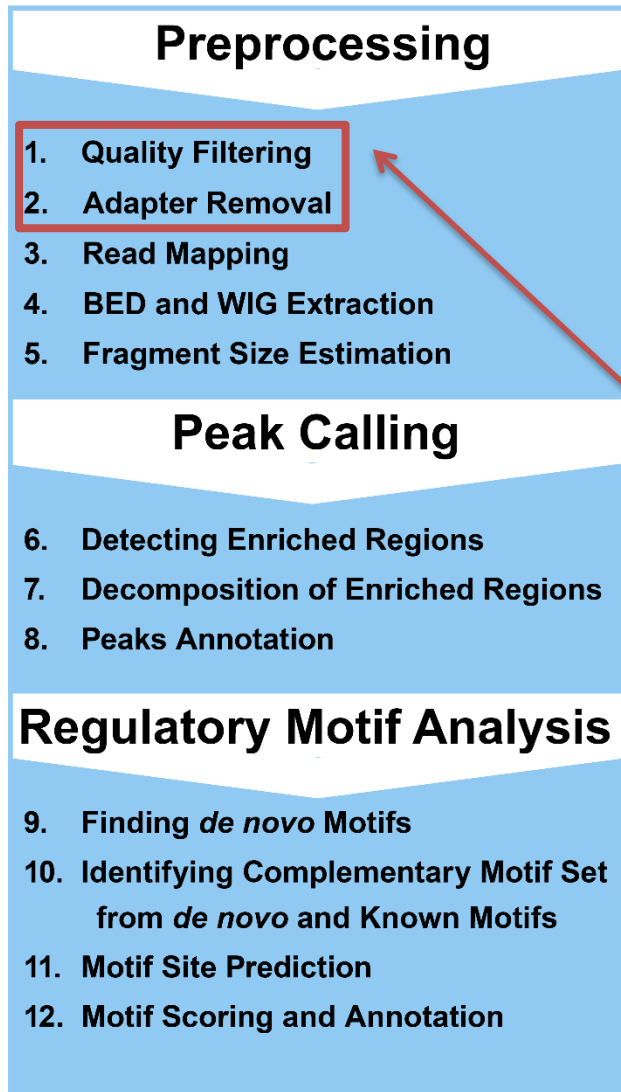 Preprocessing
1. Quality Filtering
2. Adapter Removal
3. Read Mapping
4. BED and WIG Extraction
5. Fragment Size Estimation
Peak Calling
6. Detecting Enriched Regions
7. Decomposition of Enriched Regions
8. Peaks Annotation
Regulatory Motif Analysis
9. Finding de novo Motifs
10. Identifying Complementary Motif Set
from de novo and Known Motifs
11. Motif Site Prediction
12. Motif Scoring and Annotation